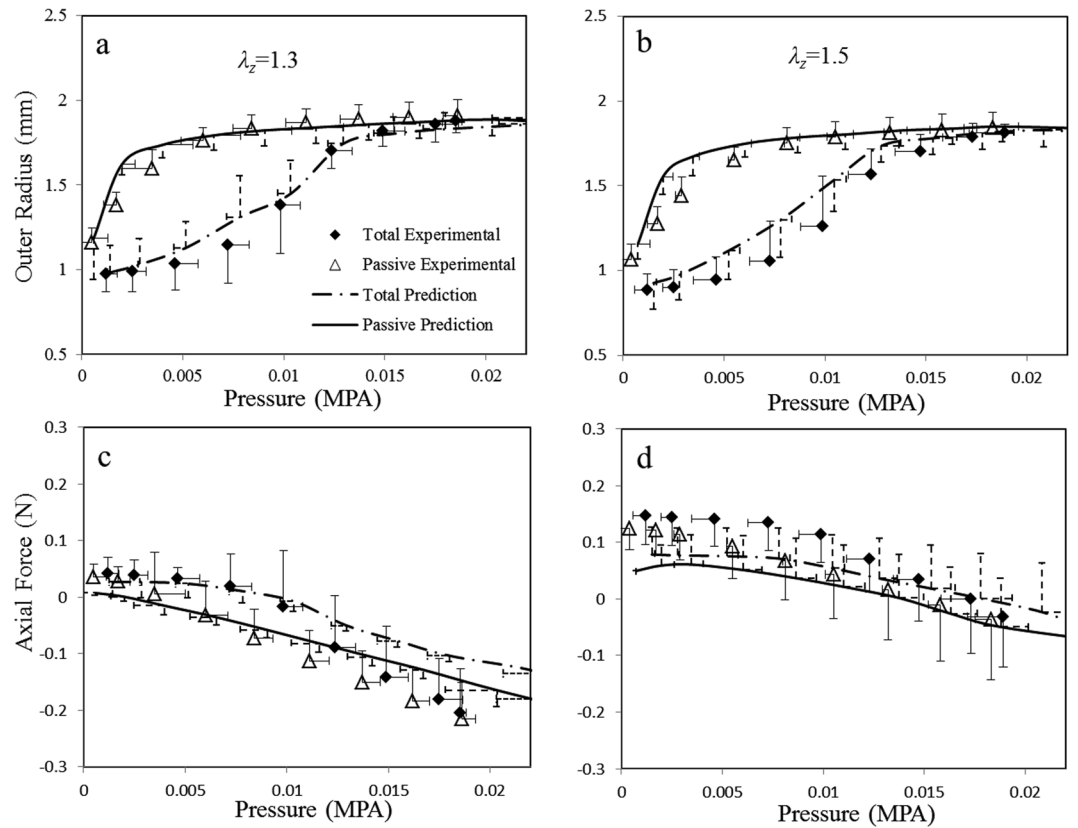 a
λz=1.3
2.5
2
1.5
1
0.5
Outer Radius (mm)
Total Experimental
Passive Experimental
Total Prediction
Passive Prediction
0 0.005 0.01 0.015 0.02
Pressure (MPA)
b
λz=1.5
2.5
2
1.5
1
0.5
0 0.005 0.01 0.015 0.02
Pressure (MPA)
c
0.3
0.2
0.1
0
-0.1
-0.2
-0.3
Axial Force (N)
0 0.005 0.01 0.015 0.02
Pressure (MPA)
d
0.3
0.2
0.1
0
-0.1
-0.2
-0.3
0 0.005 0.01 0.015 0.02
Pressure (MPA)